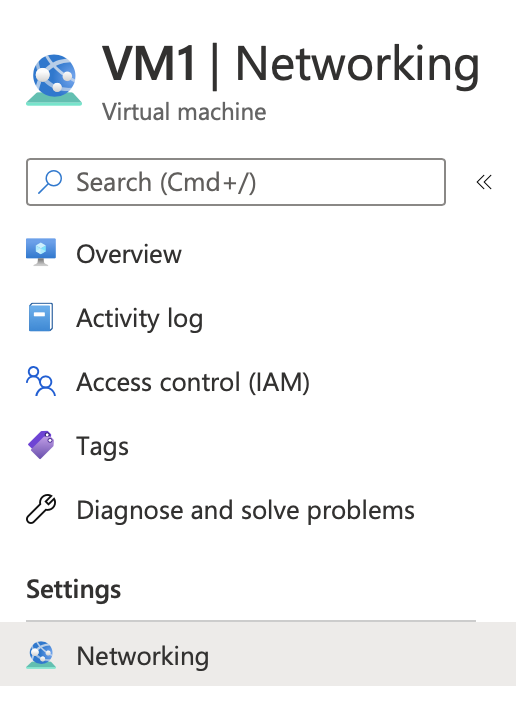 VM1 | Networking
Virtual machine
Search (Cmd+/)
Overview
Activity log
Access control (IAM)
Tags
Diagnose and solve problems
Settings
Networking